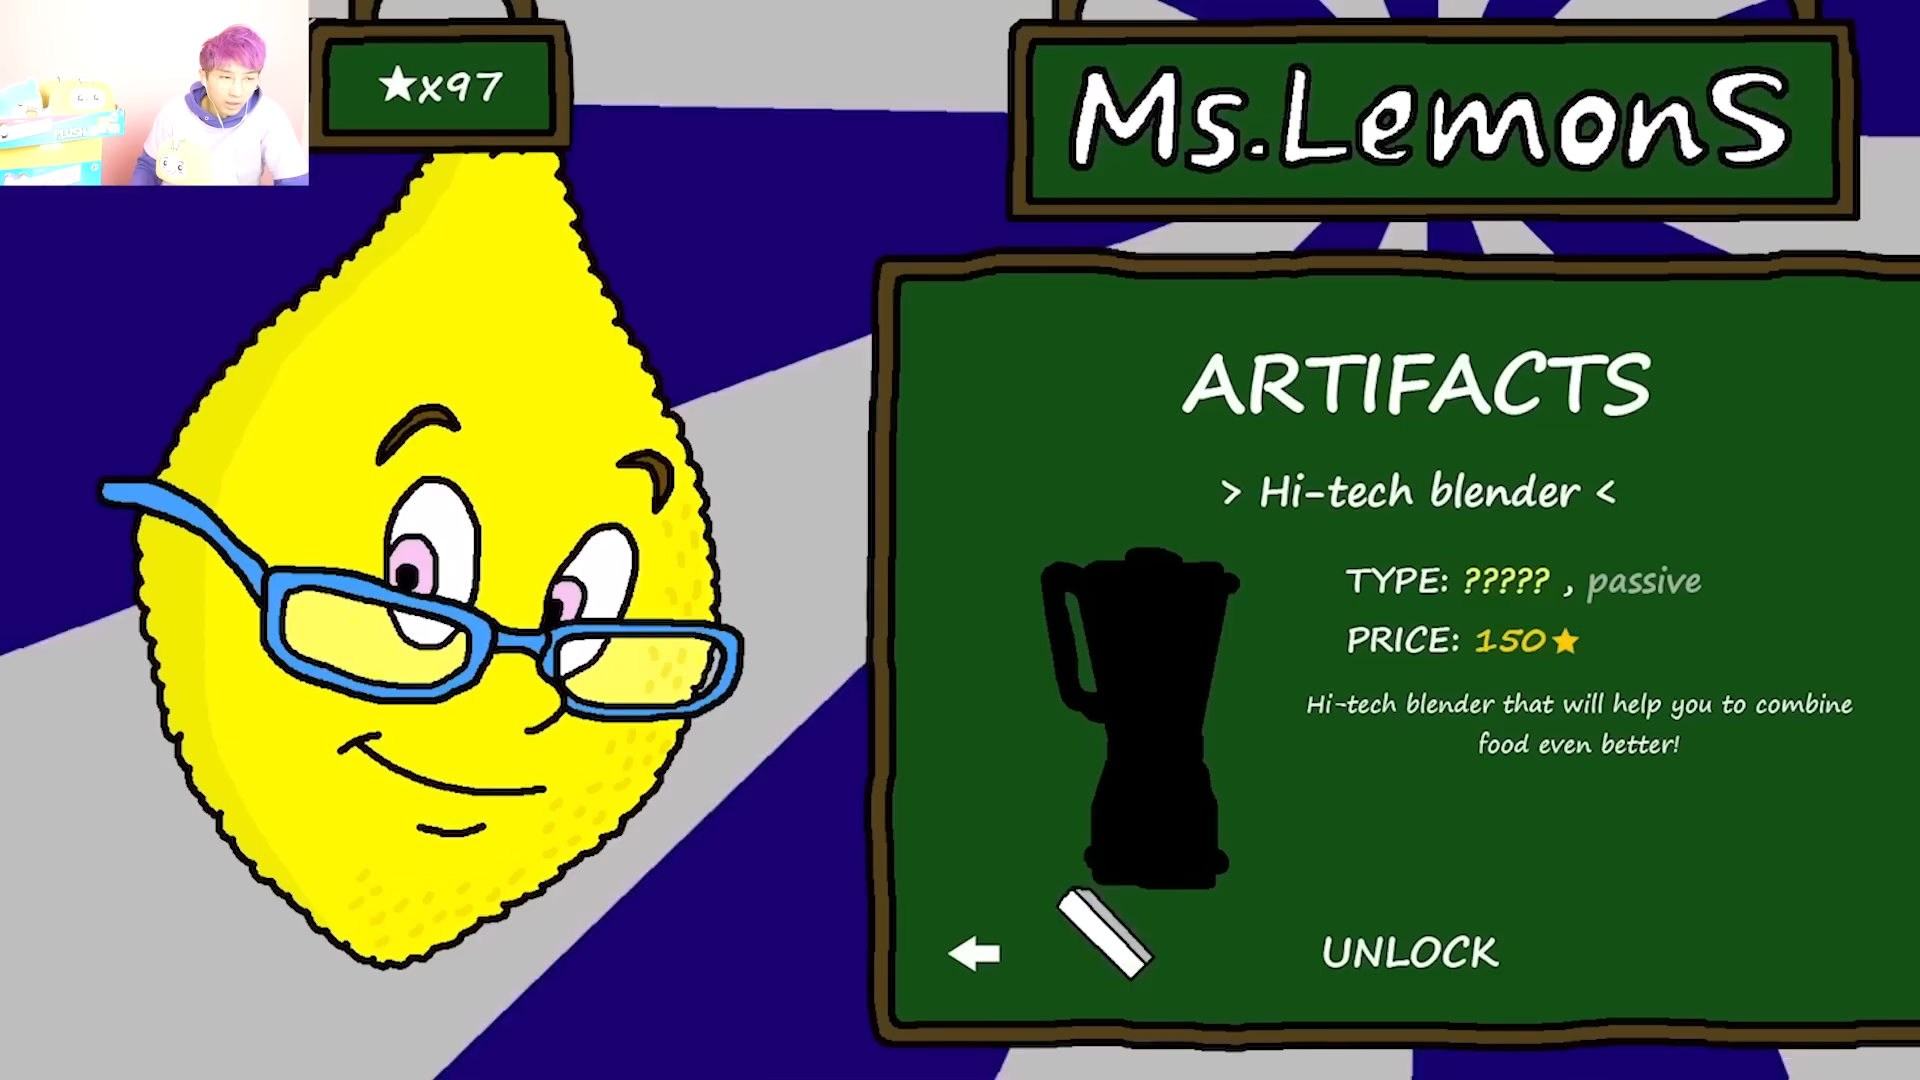 ★x97
Ms.LemonS
PLUSH
ARTIFACTS
> Hi-tech blender <
TYPE: ????? , passive
PRICE: 150★
Hi-tech blender that will help you to combine
food even better!
UNLOCK